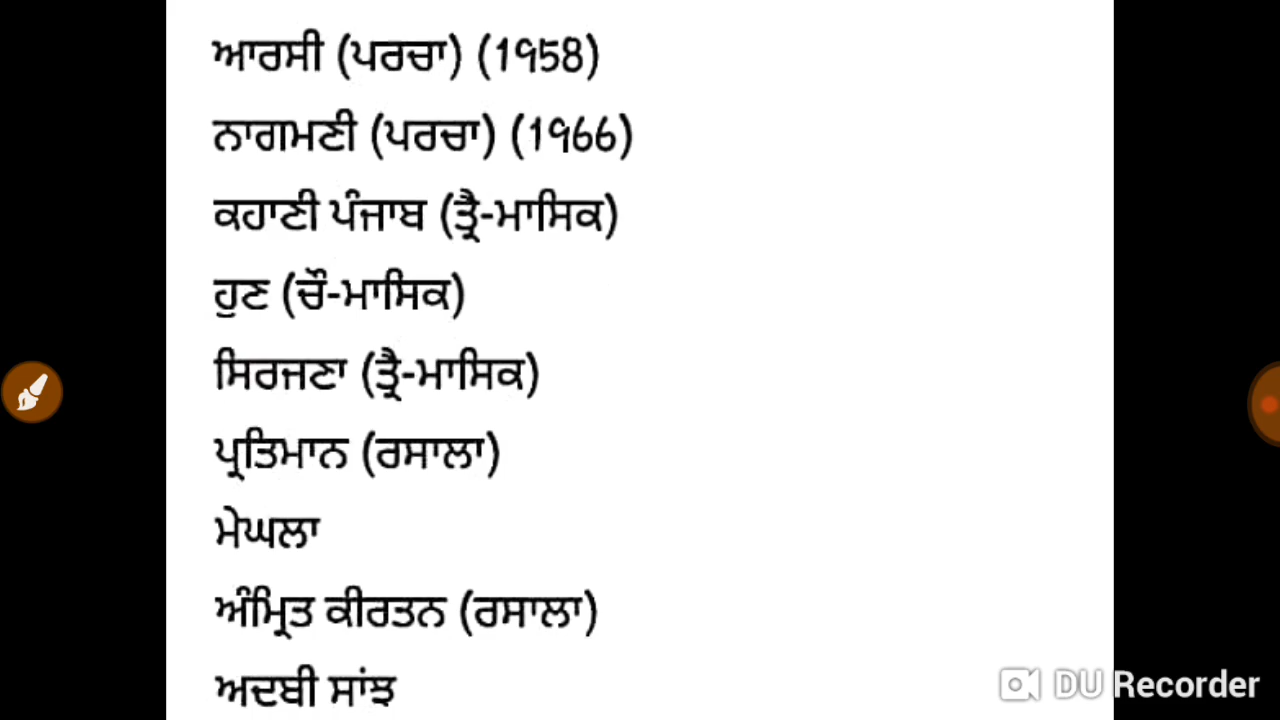 ਆਰਸੀ (ਪਰਚਾ) (1958)
ਨਾਗਮਣੀ (ਪਰਚਾ) (1966)
ਕਹਾਣੀ ਪੰਜਾਬ (ਤ੍ਰੈ-ਮਾਸਿਕ)
ਹੁਣ (ਚੌ-ਮਾਸਿਕ)
ਸਿਰਜਣਾ (ਤ੍ਰੈ-ਮਾਸਿਕ)
ਪ੍ਰਤਿਮਾਨ (ਰਸਾਲਾ)
ਮੇਘਲਾ
ਅੰਮ੍ਰਿਤ ਕੀਰਤਨ (ਰਸਾਲਾ)
ਅਦਬੀ ਸਾਂਝ
DU Recorder